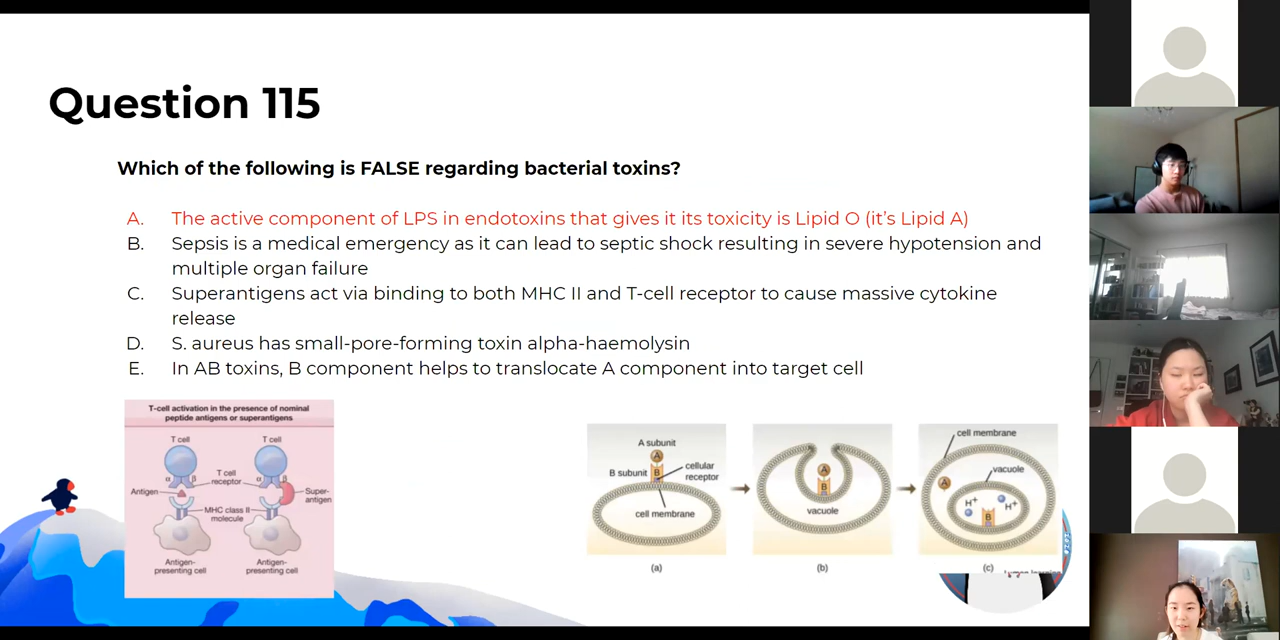 Question 115
Which of the following is FALSE regarding bacterial toxins?
A. The active component of LPS in endotoxins that gives it its toxicity is Lipid O (it's Lipid A)
B. Sepsis is a medical emergency as it can lead to septic shock resulting in severe hypotension and
multiple organ failure
C. Superantigens act via binding to both MHC II and T-cell receptor to cause massive cytokine
release
D. S. aureus has small-pore-forming toxin alpha-haemolysin
E. In AB toxins, B component helps to translocate A component into target cell
T-cell activation in the presence of nominal
peptide antigens or superantigens
T cell
T cell
T cell
receptor
α
β
α
β
Antigen
Super-
antigen
MHC class II
molecule
Antigen-
presenting cell
Antigen-
presenting cell
A subunit
A
B subunit
B
cellular
receptor
cell membrane
(a)
A
B
vacuole
(b)
cell membrane
vacuole
A
H+
H+
B
(c)